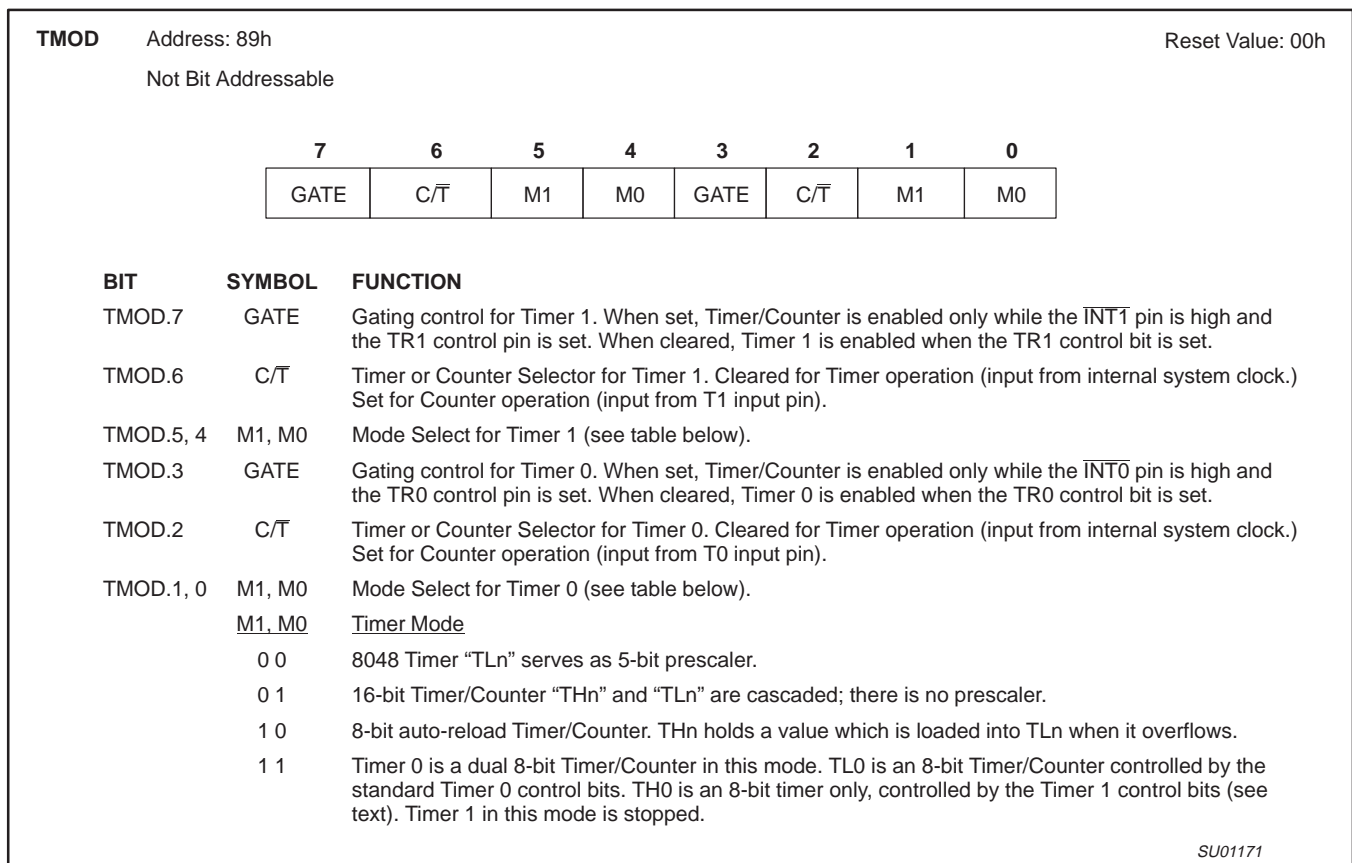 TMOD Address: 89h Reset Value: 00h
Not Bit Addressable
7 6 5 4 3 2 1 0
GATE C/T̅ M1 M0 GATE C/T̅ M1 M0
BIT SYMBOL FUNCTION
TMOD.7 GATE Gating control for Timer 1. When set, Timer/Counter is enabled only while the I̅N̅T̅1̅ pin is high and
the TR1 control pin is set. When cleared, Timer 1 is enabled when the TR1 control bit is set.
TMOD.6 C/T̅ Timer or Counter Selector for Timer 1. Cleared for Timer operation (input from internal system clock.)
Set for Counter operation (input from T1 input pin).
TMOD.5, 4 M1, M0 Mode Select for Timer 1 (see table below).
TMOD.3 GATE Gating control for Timer 0. When set, Timer/Counter is enabled only while the I̅N̅T̅0̅ pin is high and
the TR0 control pin is set. When cleared, Timer 0 is enabled when the TR0 control bit is set.
TMOD.2 C/T̅ Timer or Counter Selector for Timer 0. Cleared for Timer operation (input from internal system clock.)
Set for Counter operation (input from T0 input pin).
TMOD.1, 0 M1, M0 Mode Select for Timer 0 (see table below).
M1, M0 Timer Mode
0 0 8048 Timer “TLn” serves as 5-bit prescaler.
0 1 16-bit Timer/Counter “THn” and “TLn” are cascaded; there is no prescaler.
1 0 8-bit auto-reload Timer/Counter. THn holds a value which is loaded into TLn when it overflows.
1 1 Timer 0 is a dual 8-bit Timer/Counter in this mode. TL0 is an 8-bit Timer/Counter controlled by the
standard Timer 0 control bits. TH0 is an 8-bit timer only, controlled by the Timer 1 control bits (see
text). Timer 1 in this mode is stopped.
SU01171